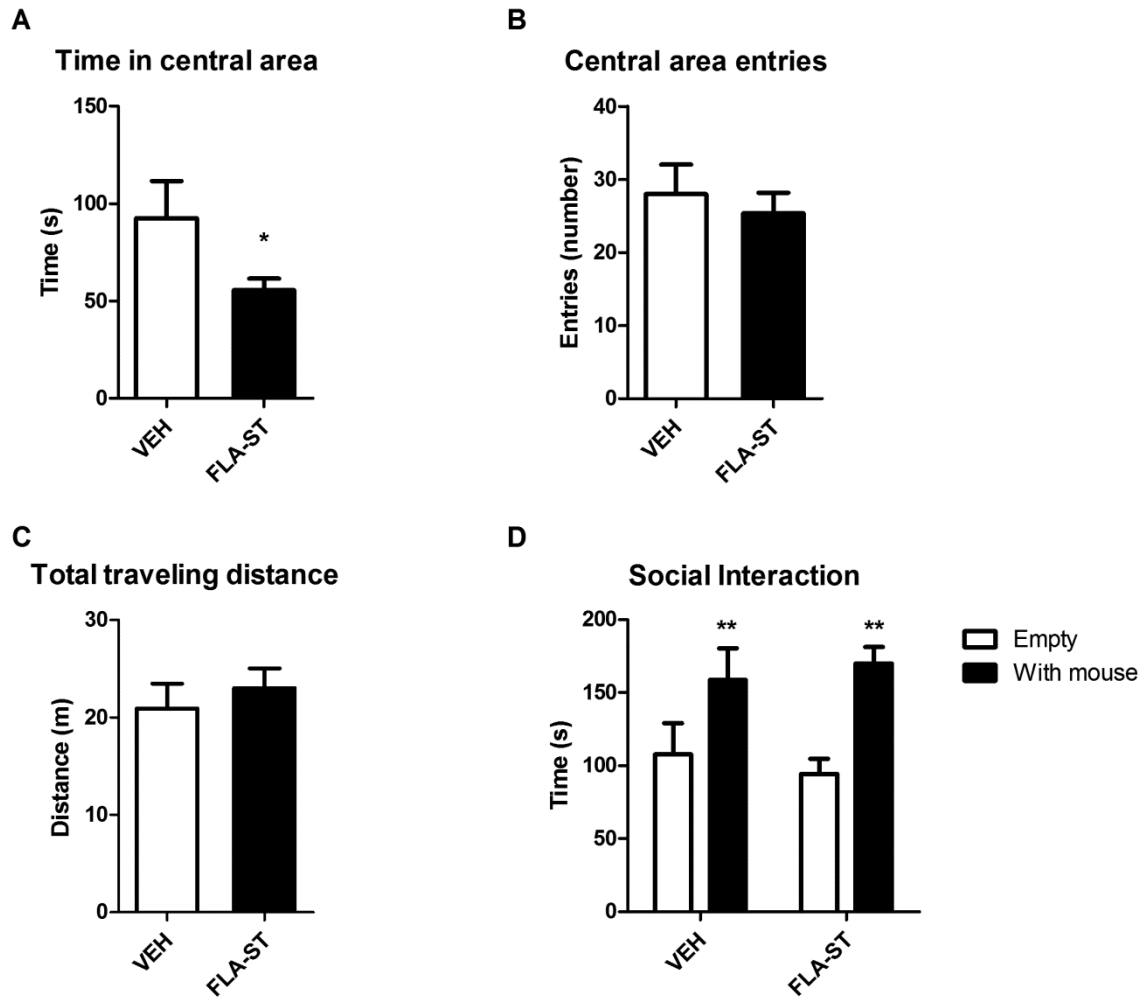 A
Time in central area
150
100
50
0
Time (s)
*
VEH
FLA-ST
B
Central area entries
40
30
20
10
0
Entries (number)
VEH
FLA-ST
C
Total traveling distance
30
20
10
0
Distance (m)
VEH
FLA-ST
D
Social Interaction
200
150
100
50
0
Time (s)
**
**
VEH
FLA-ST
Empty
With mouse